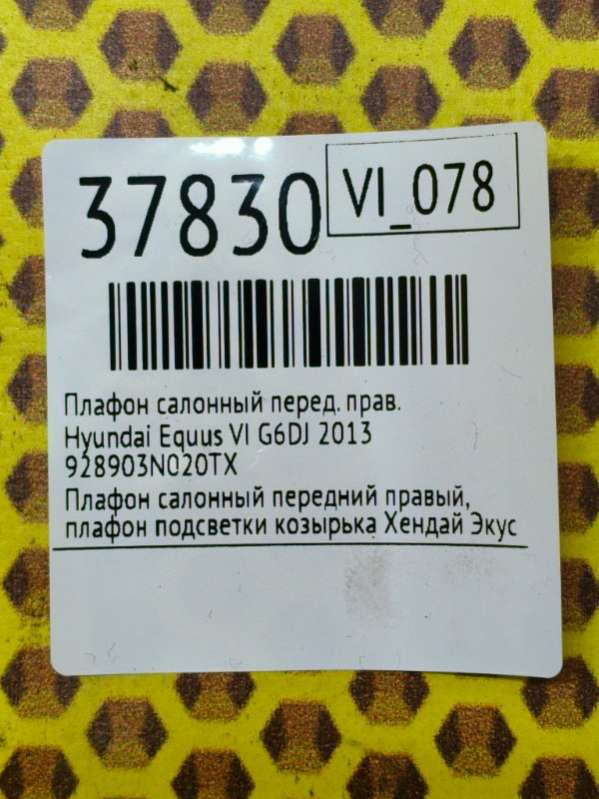 37830
VI_078
Плафон салонный перед. прав.
Hyundai Equus VI G6DJ 2013
928903N020TX
Плафон салонный передний правый,
плафон подсветки козырька Хендай Экус